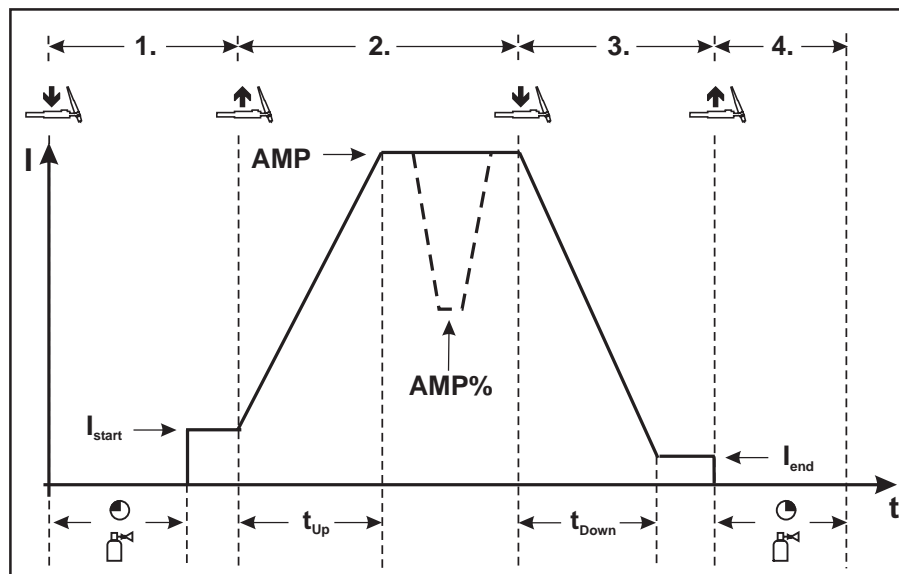 1. 2. 3. 4.
I
AMP
AMP%
Istart
Iend
t
tUp
tDown